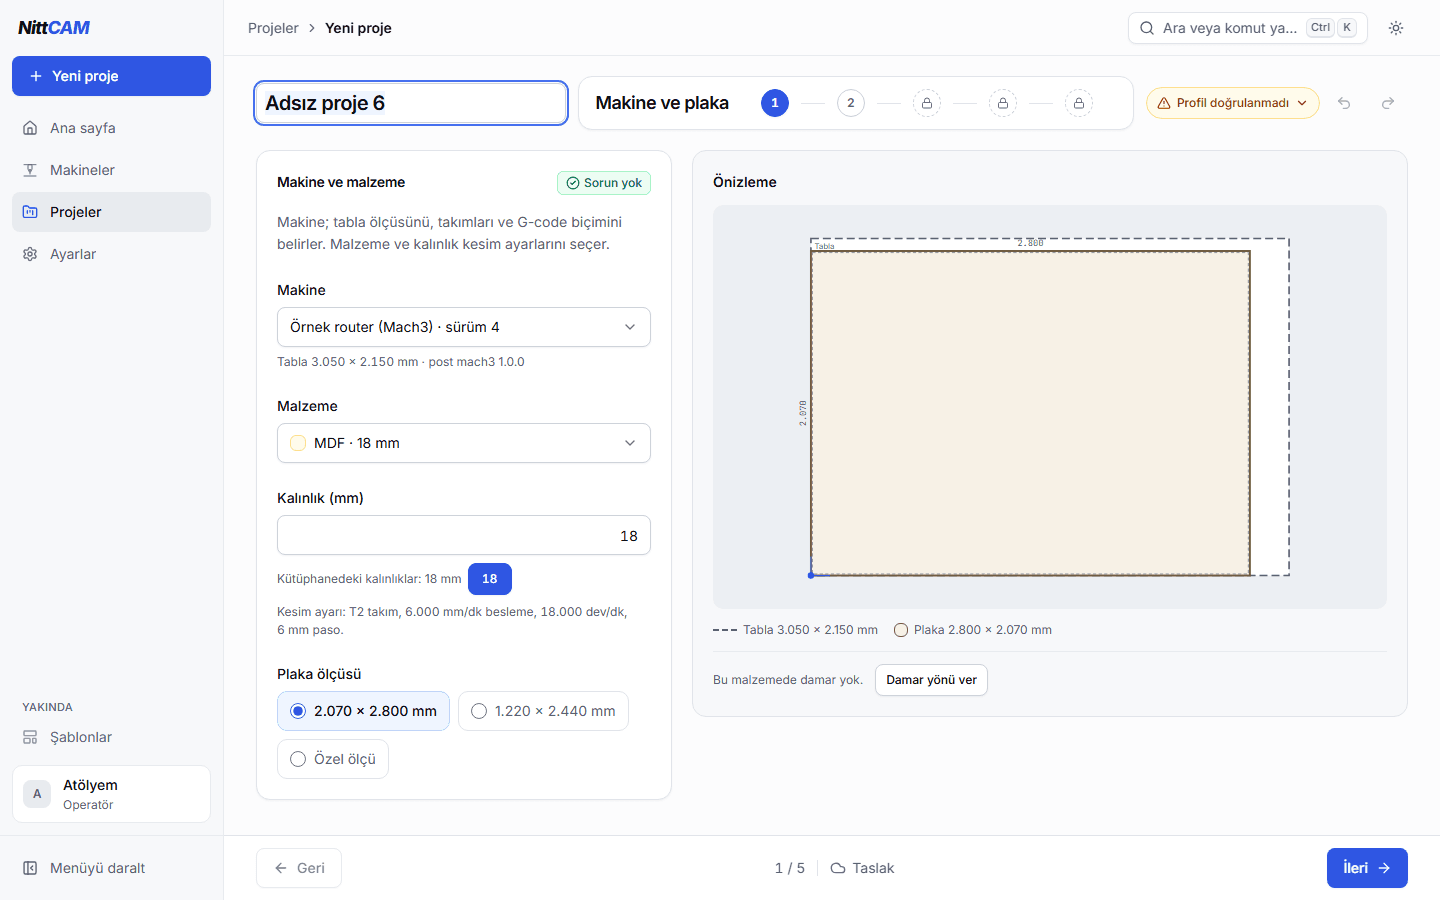 NittCAM
Yeni proje
Ana sayfa
Makineler
Projeler
Ayarlar
YAKINDA
Şablonlar
A
Atölyem
Operatör
Menüyü daralt
Projeler > Yeni proje
Ara veya komut ya... Ctrl K
Adsız proje 6
Makine ve plaka 1 2
Profil doğrulanmadı
Makine ve malzeme
Sorun yok
Makine; tabla ölçüsünü, takımları ve G-code biçimini
belirler. Malzeme ve kalınlık kesim ayarlarını seçer.
Makine
Örnek router (Mach3) · sürüm 4
Tabla 3.050 × 2.150 mm · post mach3 1.0.0
Malzeme
MDF · 18 mm
Kalınlık (mm)
18
Kütüphanedeki kalınlıklar: 18 mm 18
Kesim ayarı: T2 takım, 6.000 mm/dk besleme, 18.000 dev/dk,
6 mm paso.
Plaka ölçüsü
2.070 × 2.800 mm
1.220 × 2.440 mm
Özel ölçü
Önizleme
Tabla
2.800
2.070
Tabla 3.050 × 2.150 mm
Plaka 2.800 × 2.070 mm
Bu malzemede damar yok.
Damar yönü ver
Geri
1 / 5
Taslak
İleri